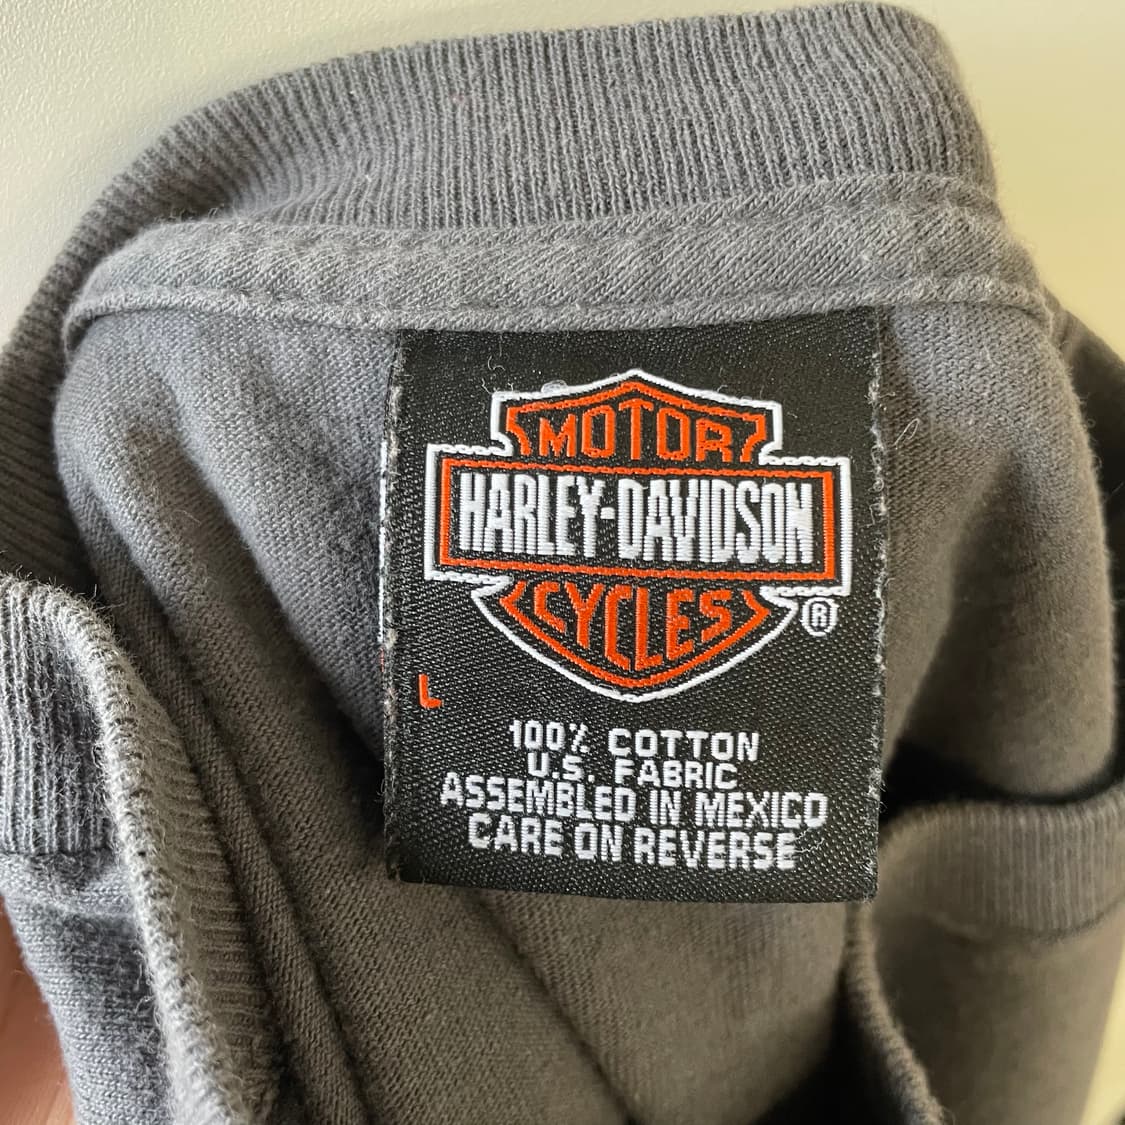 MOTOR
HARLEY-DAVIDSON
CYCLES
®
L
100% COTTON
U.S. FABRIC
ASSEMBLED IN MEXICO
CARE ON REVERSE